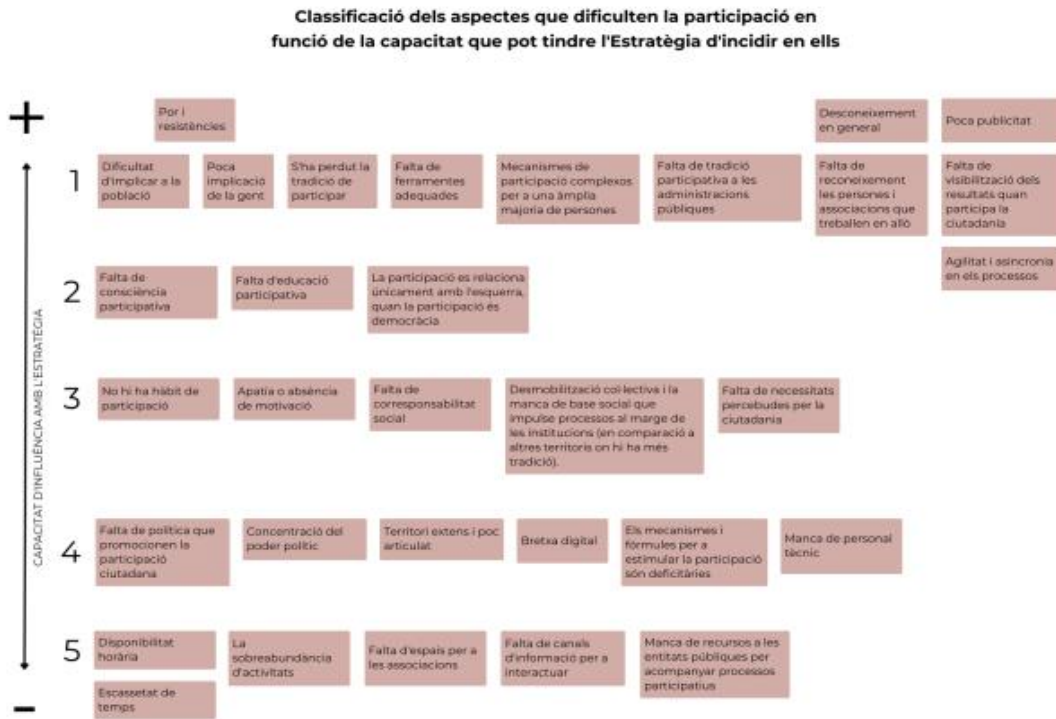 Classificació dels aspectes que dificulten la participació en
funció de la capacitat que pot tindre l'Estratègia d'incidir en ells
+
Por i
resistències
Desconeixement
en general
Poca publicitat
1
Dificultat
d'implicar a la
població
Poca
implicació
de la gent
S'ha perdut la
tradició de
participar
Falta de
ferramentes
adequades
Mecanismes de
participació complexos
per a una àmplia
majoria de persones
Falta de tradició
participativa a les
administracions
públiques
Falta de
reconeixement
les persones i
associacions que
treballen en allò
Falta de
visibilització dels
resultats quan
participa la
ciutadania
Agilitat i asincronia
en els processos
2
Falta de
consciència
participativa
Falta d'educació
participativa
La participació es relaciona
únicament amb l'esquerra,
quan la participació és
democràcia
CAPACITAT D'INFLUÈNCIA AMB L'ESTRATÈGIA
3
No hi ha hàbit de
participació
Apatia o absència
de motivació
Falta de
corresponsabilitat
social
Desmobilització col·lectiva i la
manca de base social que
impulse processos al marge de
les institucions (en comparació a
altres territoris on hi ha més
tradició).
Falta de necessitats
percebudes per la
ciutadania
4
Falta de política que
promocionen la
participació
ciutadana
Concentració del
poder polític
Territori extens i poc
articulat
Bretxa digital
Els mecanismes i
fórmules per a
estimular la participació
són deficitàries
Manca de personal
tècnic
5
Disponibilitat
horària
La
sobreabundància
d'activitats
Falta d'espais per a
les associacions
Falta de canals
d'informació per a
interactuar
Manca de recursos a les
entitats públiques per
acompanyar processos
participatius
Escassetat de
temps
-